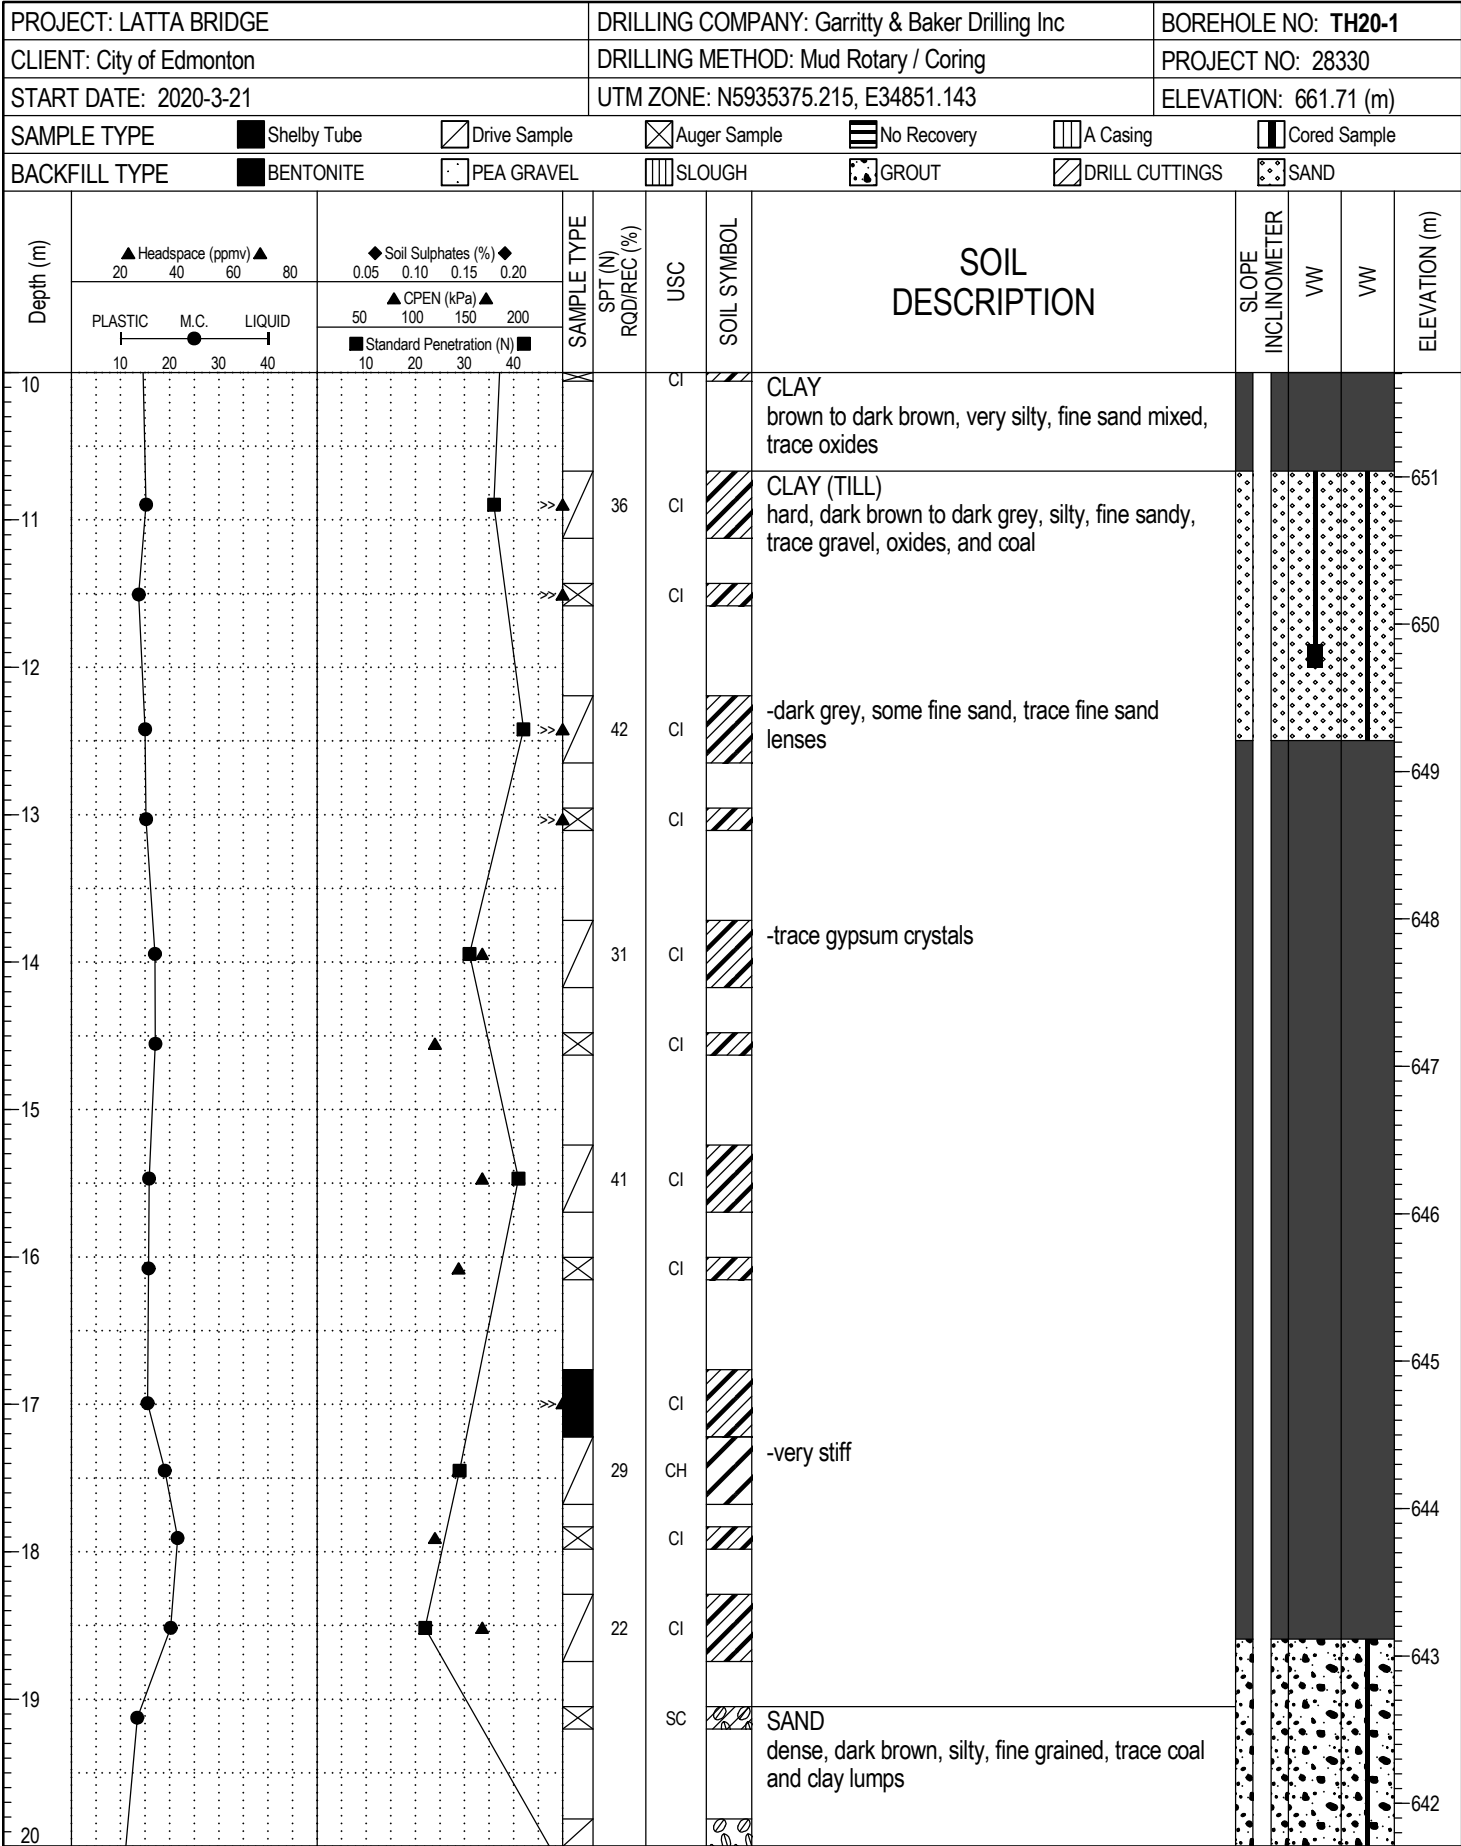 PROJECT: LATTA BRIDGE DRILLING COMPANY: Garritty & Baker Drilling Inc BOREHOLE NO: TH20-1
CLIENT: City of Edmonton DRILLING METHOD: Mud Rotary / Coring PROJECT NO: 28330
START DATE: 2020-3-21 UTM ZONE: N5935375.215, E34851.143 ELEVATION: 661.71 (m)
SAMPLE TYPE Shelby Tube Drive Sample Auger Sample No Recovery A Casing Cored Sample
BACKFILL TYPE BENTONITE PEA GRAVEL SLOUGH GROUT DRILL CUTTINGS SAND
Depth (m)
Headspace (ppmv)
20 40 60 80
PLASTIC M.C. LIQUID
10 20 30 40
Soil Sulphates (%)
0.05 0.10 0.15 0.20
CPEN (kPa)
50 100 150 200
Standard Penetration (N)
10 20 30 40
SAMPLE TYPE
SPT (N)
RQD/REC (%)
USC
SOIL SYMBOL
SOIL
DESCRIPTION
SLOPE
INCLINOMETER
VW
VW
ELEVATION (m)
10 CI CLAY
brown to dark brown, very silty, fine sand mixed,
trace oxides
651
CLAY (TILL)
>> 36 CI hard, dark brown to dark grey, silty, fine sandy,
11
trace gravel, oxides, and coal
>> CI
650
12
-dark grey, some fine sand, trace fine sand
>> 42 CI lenses
649
13 >> CI
648
-trace gypsum crystals
14 31 CI
CI
647
15
41 CI
646
16 CI
645
17 >> CI
-very stiff
29 CH
644
18 CI
22 CI
643
19 SC SAND
dense, dark brown, silty, fine grained, trace coal
and clay lumps
642
20